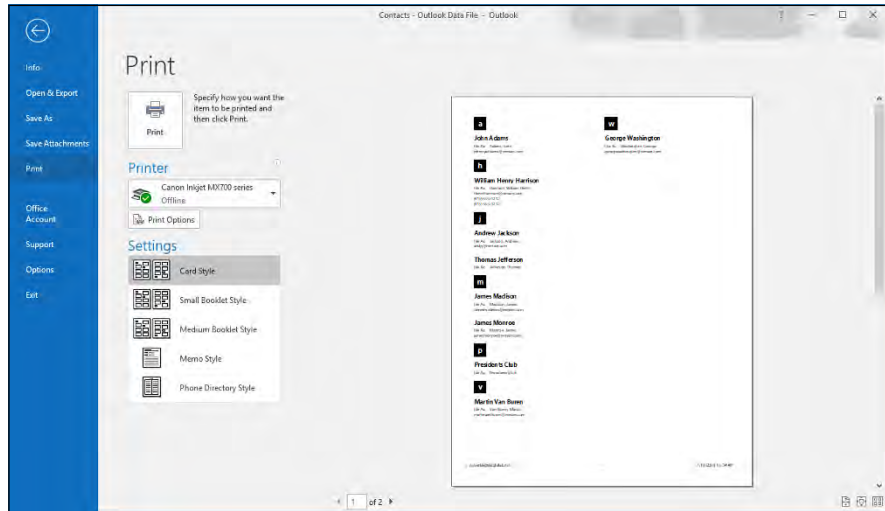 Contacts - Outlook Data File - Outlook
?
Info
Open & Export
Save As
Save Attachments
Print
Office
Account
Support
Options
Exit
Print
Print
Specify how you want the
item to be printed and
then click Print.
Printer
Canon Inkjet MX700 series
Offline
Print Options
Settings
Card Style
Small Booklet Style
Medium Booklet Style
Memo Style
Phone Directory Style
a
John Adams
h
William Henry Harrison
j
Andrew Jackson
Thomas Jefferson
m
James Madison
James Monroe
p
Presidents Club
v
Martin Van Buren
w
George Washington
1 of 2